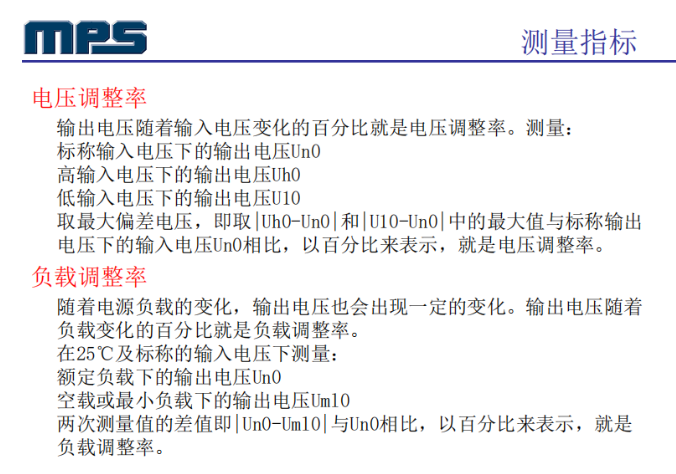 MPS
测量指标
电压调整率
输出电压随着输入电压变化的百分比就是电压调整率。测量：
标称输入电压下的输出电压Un0
高输入电压下的输出电压Uh0
低输入电压下的输出电压U10
取最大偏差电压，即取|Uh0-Un0|和|U10-Un0|中的最大值与标称输出
电压下的输入电压Un0相比，以百分比来表示，就是电压调整率。
负载调整率
随着电源负载的变化，输出电压也会出现一定的变化。输出电压随着
负载变化的百分比就是负载调整率。
在25℃及标称的输入电压下测量：
额定负载下的输出电压Un0
空载或最小负载下的输出电压Um10
两次测量值的差值即|Un0-Um10|与Un0相比，以百分比来表示，就是
负载调整率。